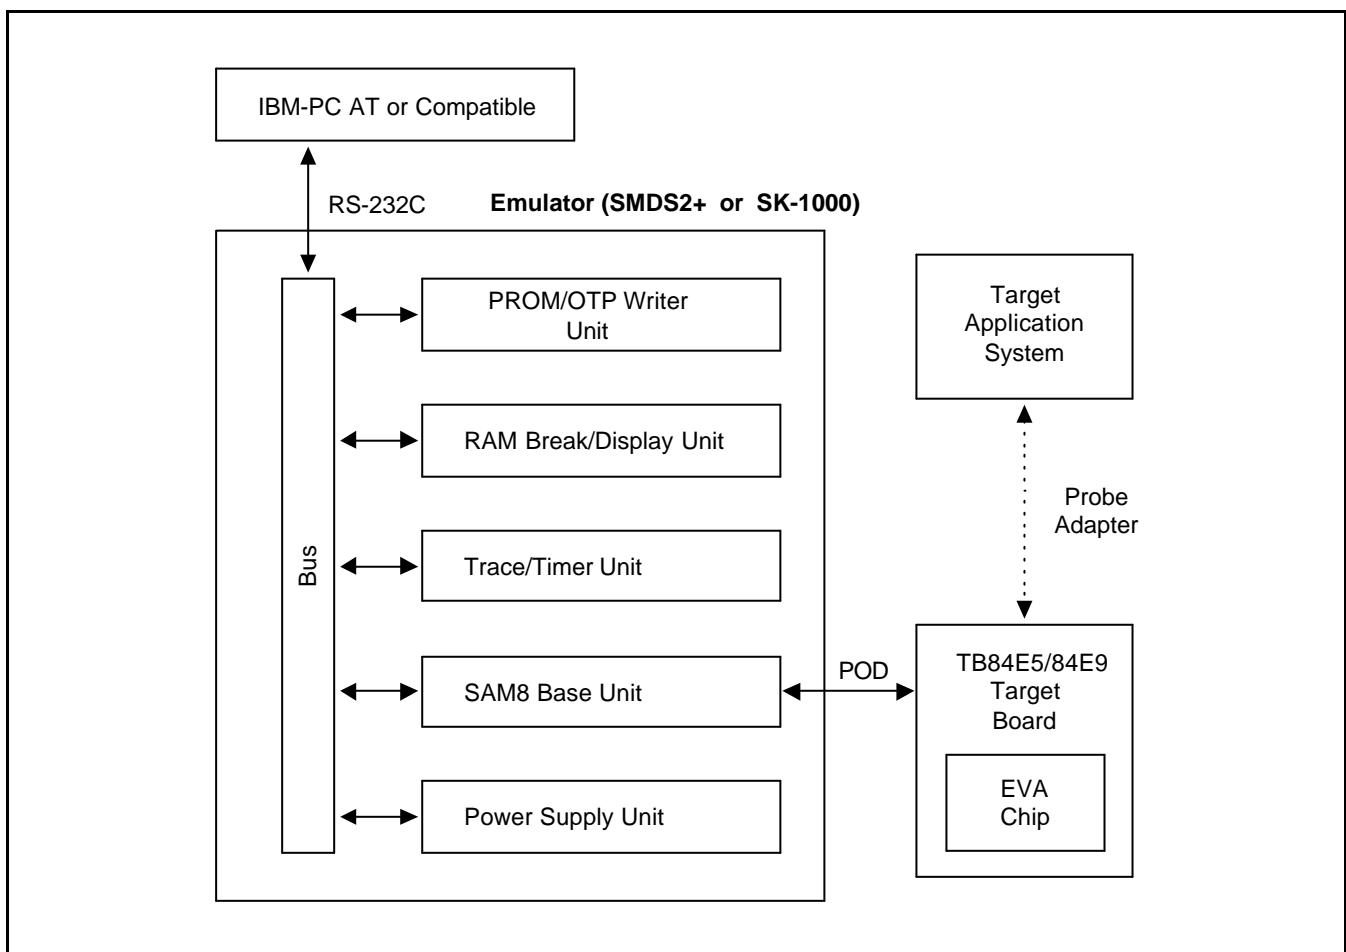 IBM-PC AT or Compatible
RS-232C
Emulator (SMDS2+ or SK-1000)
Bus
PROM/OTP Writer
Unit
RAM Break/Display Unit
Trace/Timer Unit
SAM8 Base Unit
Power Supply Unit
POD
Target
Application
System
Probe
Adapter
TB84E5/84E9
Target
Board
EVA
Chip